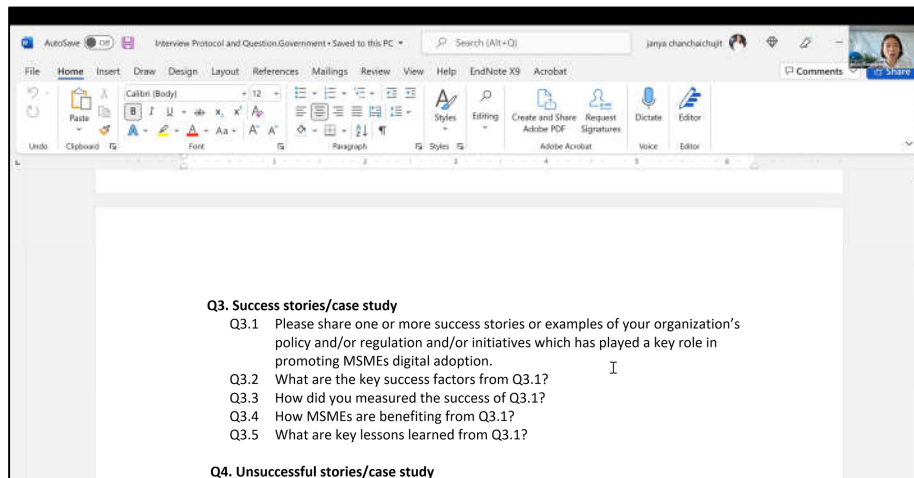 AutoSave Off Interview Protocol and Question.Government • Saved to this PC Search (Alt+Q) janya chanchaichujit
File Home Insert Draw Design Layout References Mailings Review View Help EndNote X9 Acrobat Comments Share
Calibri (Body) 12
Paste Styles Editing Create and Share Adobe PDF Request Signatures Dictate Editor
Undo Clipboard Font Paragraph Styles Adobe Acrobat Voice Editor
Q3. Success stories/case study
Q3.1 Please share one or more success stories or examples of your organization's
policy and/or regulation and/or initiatives which has played a key role in
promoting MSMEs digital adoption.
Q3.2 What are the key success factors from Q3.1?
Q3.3 How did you measured the success of Q3.1?
Q3.4 How MSMEs are benefiting from Q3.1?
Q3.5 What are key lessons learned from Q3.1?
Q4. Unsuccessful stories/case study